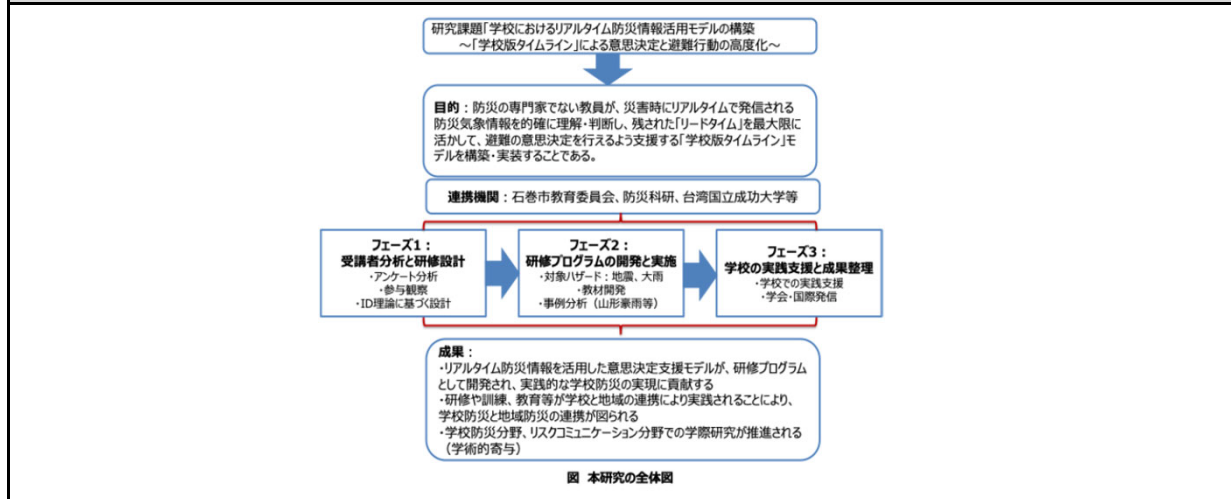 研究課題「学校におけるリアルタイム防災情報活用モデルの構築
～「学校版タイムライン」による意思決定と避難行動の高度化～
目的：防災の専門家でない教員が、災害時にリアルタイムで発信される
防災気象情報を的確に理解・判断し、残された「リードタイム」を最大限に
活かして、避難の意思決定を行えるよう支援する「学校版タイムライン」モ
デルを構築・実装することである。
連携機関：石巻市教育委員会、防災科研、台湾国立成功大学等
フェーズ1：
受講者分析と研修設計
・アンケート分析
・参与観察
・ID理論に基づく設計
フェーズ2：
研修プログラムの開発と実施
・対象ハザード：地震、大雨
・教材開発
・事例分析（山形豪雨等）
フェーズ3：
学校の実践支援と成果整理
・学校での実践支援
・学会・国際発信
成果：
・リアルタイム防災情報を活用した意思決定支援モデルが、研修プログラム
として開発され、実践的な学校防災の実現に貢献する
・研修や訓練、教育等が学校と地域の連携により実践されることにより、
学校防災と地域防災の連携が図られる
・学校防災分野、リスクコミュニケーション分野での学際研究が推進される
（学術的寄与）
図 本研究の全体図